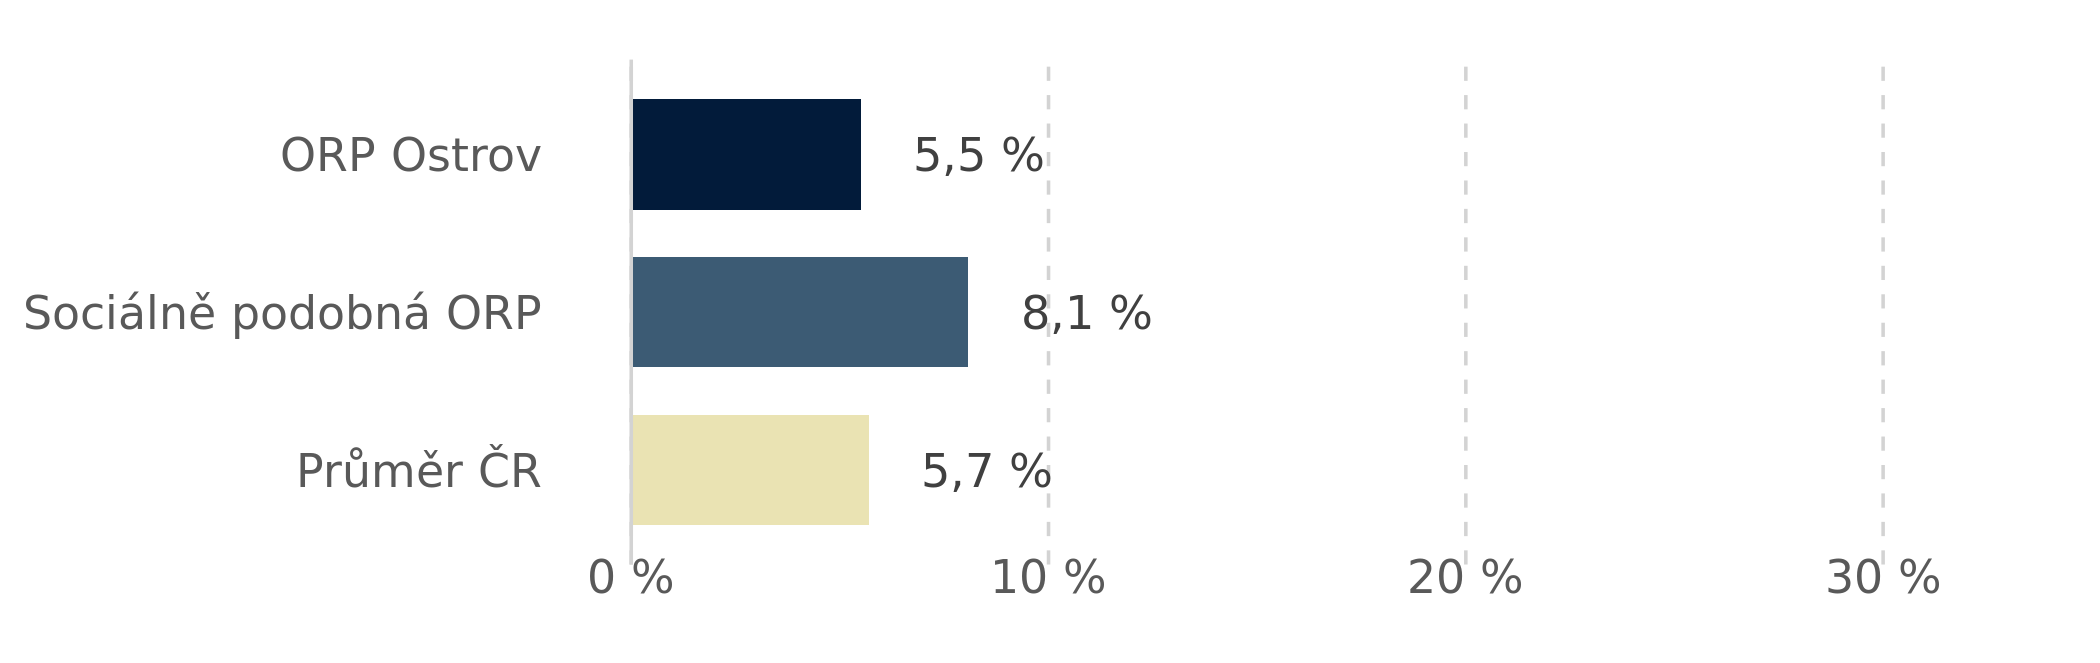 ORP Ostrov 5,5 %
Sociálně podobná ORP 8,1 %
Průměr ČR 5,7 %
0 % 10 % 20 % 30 %